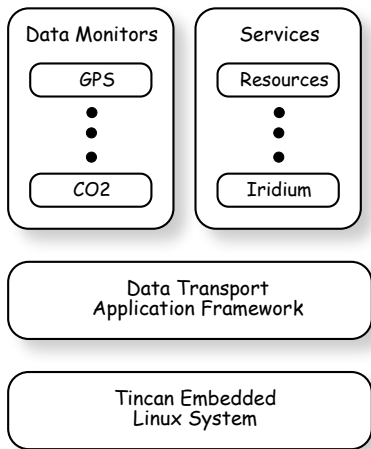 Data Monitors
GPS
CO2
Services
Resources
Iridium
Data Transport
Application Framework
Tincan Embedded
Linux System